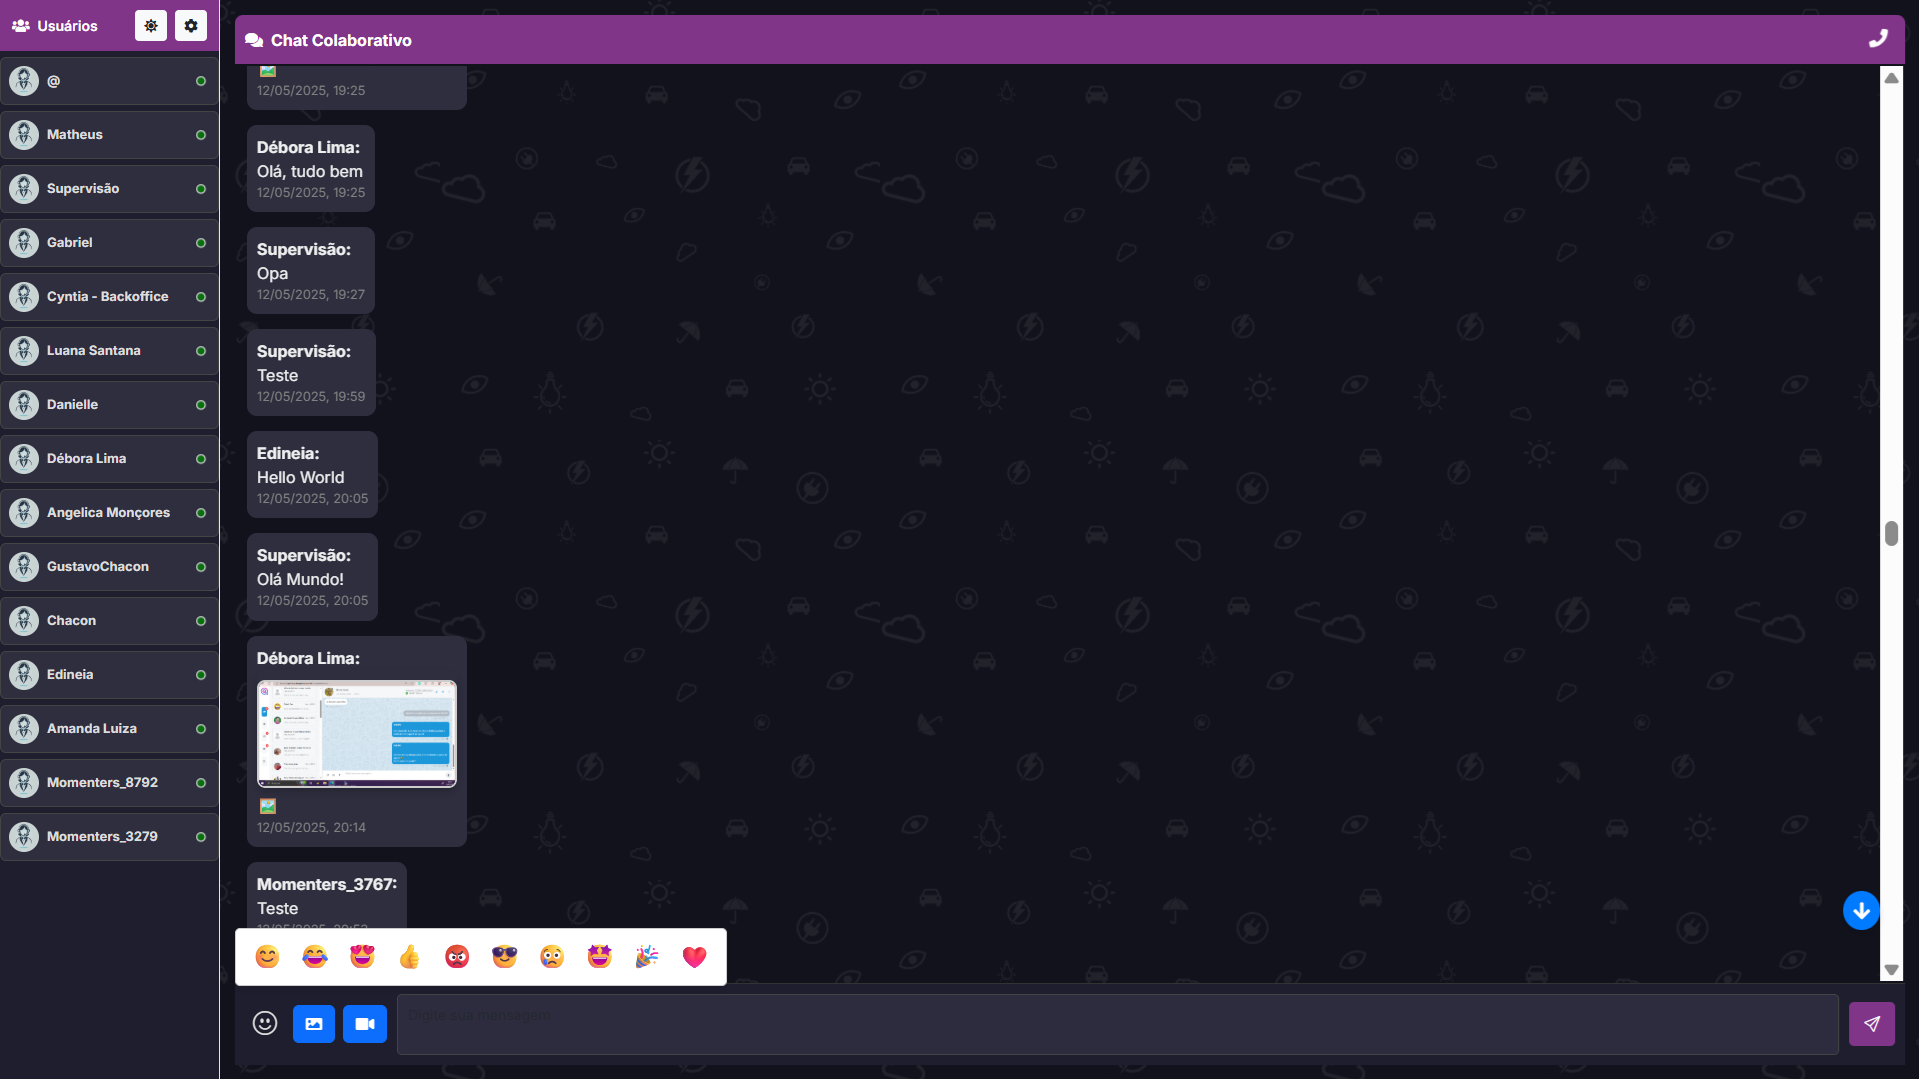 Usuários
@
Matheus
Supervisão
Gabriel
Cyntia - Backoffice
Luana Santana
Danielle
Débora Lima
Angelica Monçores
GustavoChacon
Chacon
Edineia
Amanda Luiza
Momenters_8792
Momenters_3279
Chat Colaborativo
12/05/2025, 19:25
Débora Lima:
Olá, tudo bem
12/05/2025, 19:25
Supervisão:
Opa
12/05/2025, 19:27
Supervisão:
Teste
12/05/2025, 19:59
Edineia:
Hello World
12/05/2025, 20:05
Supervisão:
Olá Mundo!
12/05/2025, 20:05
Débora Lima:
12/05/2025, 20:14
Momenters_3767:
Teste
Digite sua mensagem